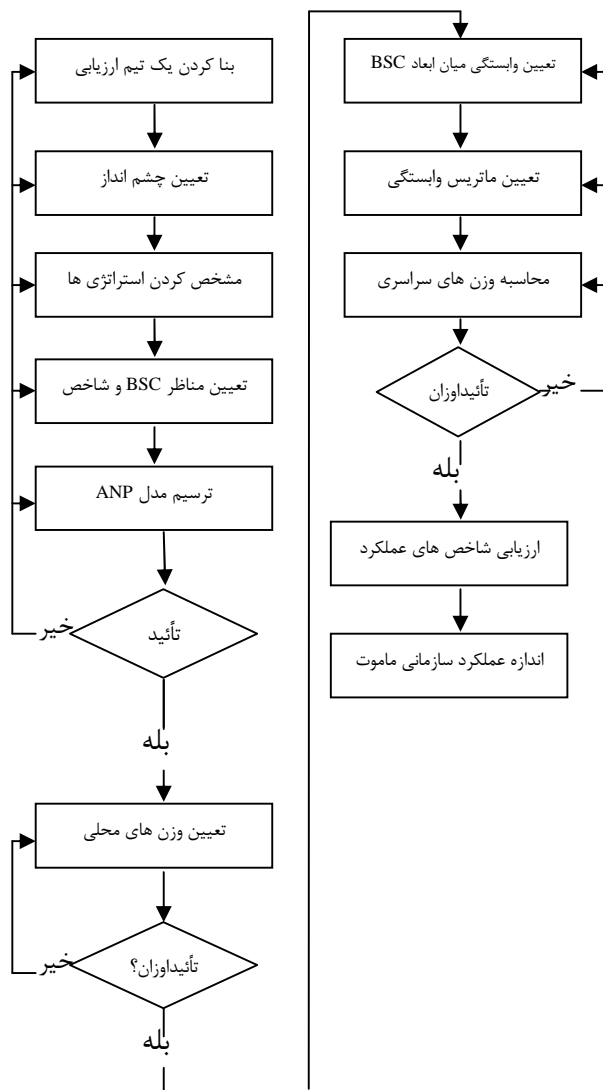 بنا کردن یک تیم ارزیابی
تعیین چشم انداز
مشخص کردن استراتژی ها
تعیین مناظر BSC و شاخص
ترسیم مدل ANP
تأئید
خیر
بله
تعیین وزن های محلی
تأئیداوزان؟
خیر
بله
تعیین وابستگی میان ابعاد BSC
تعیین ماتریس وابستگی
محاسبه وزن های سراسری
تأئیداوزان
خیر
بله
ارزیابی شاخص های عملکرد
اندازه عملکرد سازمانی ماموت